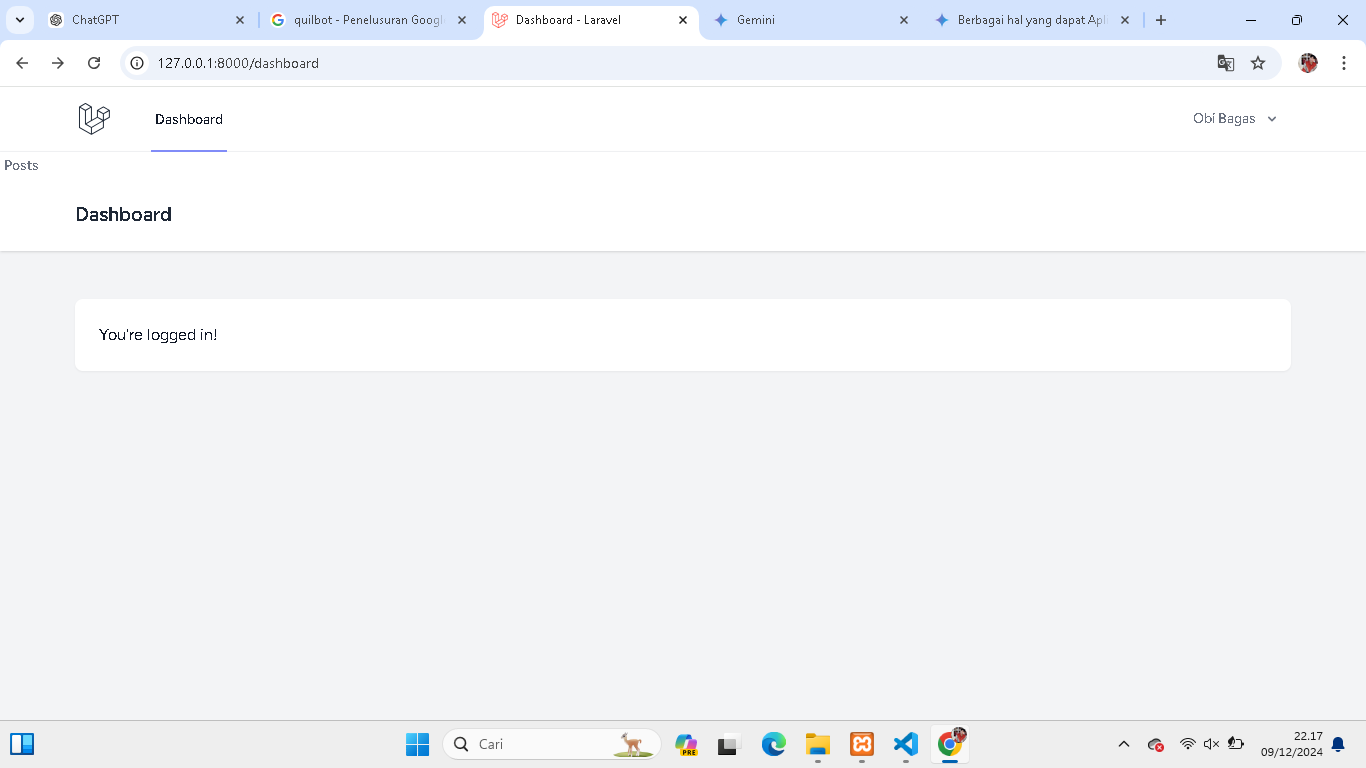 ChatGPT
quilbot - Penelusuran Googl
Dashboard - Laravel
Gemini
Berbagai hal yang dapat Apl
127.0.0.1:8000/dashboard
Dashboard
Obi Bagas
Posts
Dashboard
You're logged in!
Cari
PRE
22.17
09/12/2024